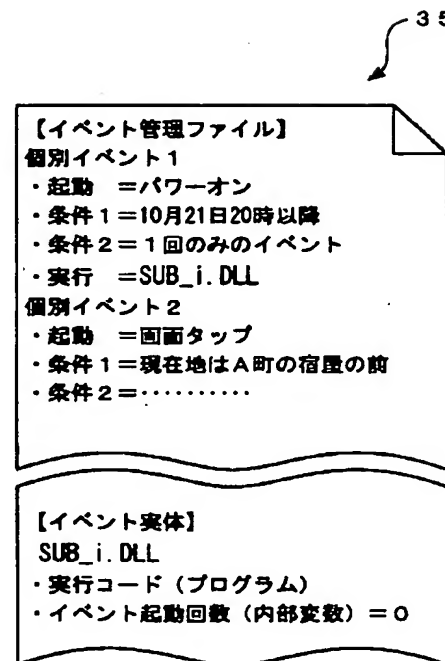 35
【イベント管理ファイル】
個別イベント1
・起動　=パワーオン
・条件1=10月21日20時以降
・条件2=1回のみのイベント
・実行　=SUB_i.DLL
個別イベント2
・起動　=画面タップ
・条件1=現在地はA町の宿屋の前
・条件2=・・・・・・・・・・
【イベント実体】
SUB_i.DLL
・実行コード（プログラム）
・イベント起動回数（内部変数）=0